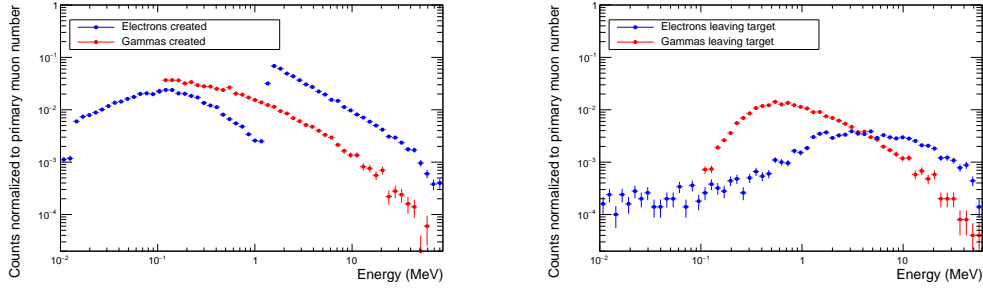 Counts normalized to primary muon number
1
10⁻¹
10⁻²
10⁻³
10⁻⁴
Electrons created
Gammas created
10⁻² 10⁻¹ 1 10
Energy (MeV)
Counts normalized to primary muon number
1
10⁻¹
10⁻²
10⁻³
10⁻⁴
Electrons leaving target
Gammas leaving target
10⁻² 10⁻¹ 1 10
Energy (MeV)